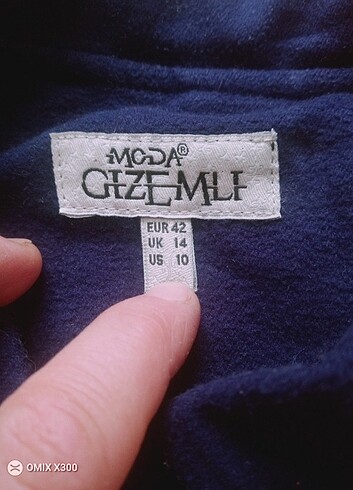 MODA®
GIZEMLI
EUR 42
UK 14
US 10
OMIX X300